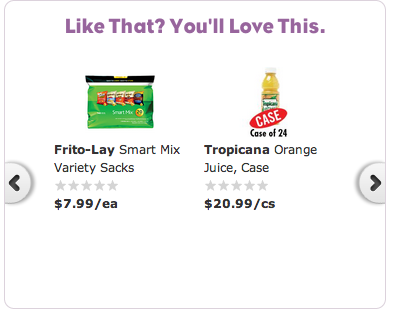 Like That? You'll Love This.
Smart Mix
Tropicana
CASE
Case of 24
Frito-Lay Smart Mix
Variety Sacks
$7.99/ea
Tropicana Orange
Juice, Case
$20.99/cs